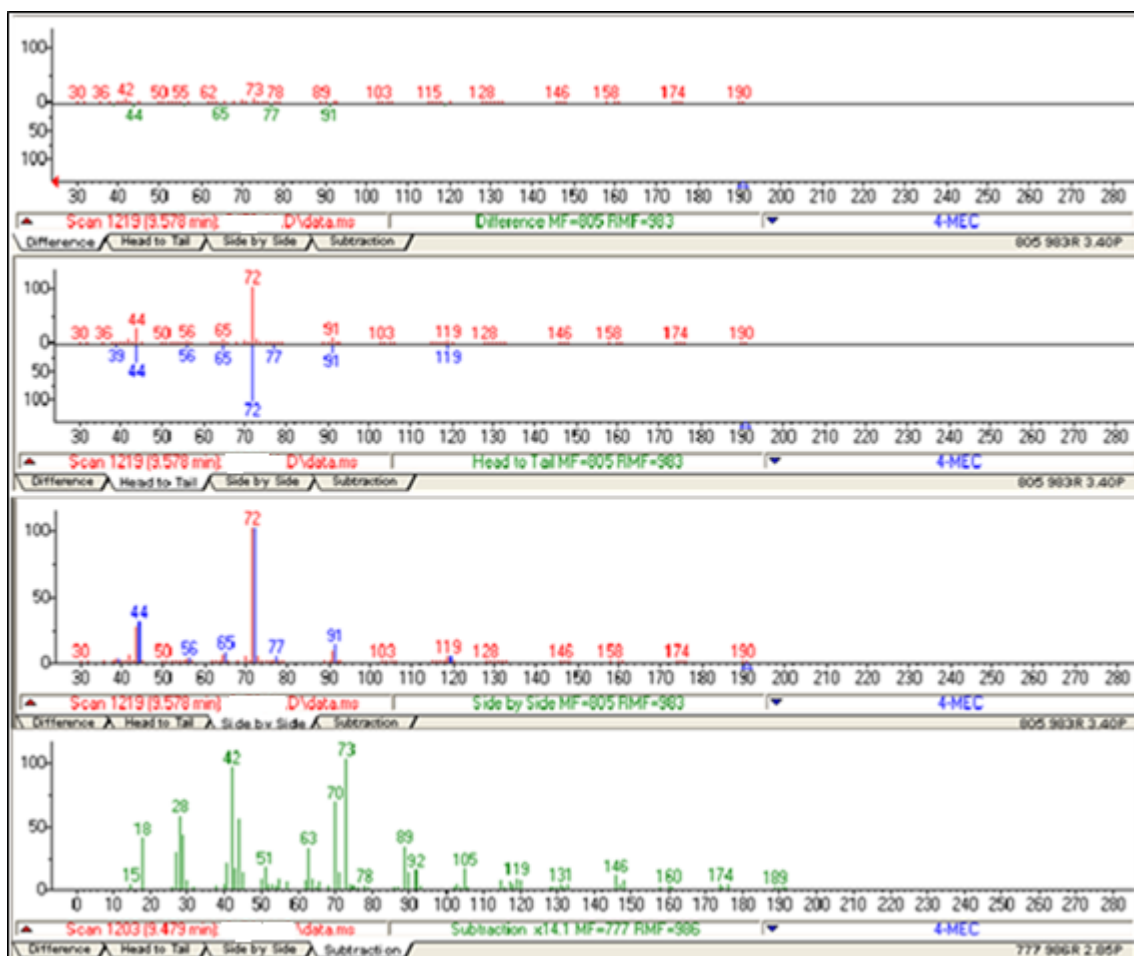 100
30 36 42 50 55 62 73 78 89 103 115 128 146 158 174 190
0
44 65 77 91
50
100
30 40 50 60 70 80 90 100 110 120 130 140 150 160 170 180 190 200 210 220 230 240 250 260 270 280
Scan 1219 (9.578 min): .D\data.ms Difference MF=805 RMF=983 4-MEC
Difference Head to Tail Side by Side Subtraction 805 983R 3.40P
72
100
44
30 36 50 56 65 91 103 119 128 146 158 174 190
0
39 44 56 65 77 91 119
50
100
72
30 40 50 60 70 80 90 100 110 120 130 140 150 160 170 180 190 200 210 220 230 240 250 260 270 280
Scan 1219 (9.578 min): D\data.ms Head to Tail MF=805 RMF=983 4-MEC
Difference Head to Tail Side by Side Subtraction 805 983R 3.40P
72
100
50
44
30 50 56 65 77 91 103 119 128 146 158 174 190
0
30 40 50 60 70 80 90 100 110 120 130 140 150 160 170 180 190 200 210 220 230 240 250 260 270 280
Scan 1219 (9.578 min) .D\data.ms Side by Side MF=805 RMF=983 4-MEC
Difference Head to Tail Side by Side Subtraction 805 983R 3.40P
73
100
42
70
28
50
18
63 89
51 92 105
15 78 119 131 146 160 174 189
0
0 10 20 30 40 50 60 70 80 90 100 110 120 130 140 150 160 170 180 190 200 210 220 230 240 250 260 270 280
Scan 1203 (9.479 min): \data.ms Subtraction x14.1 MF=777 RMF=986 4-MEC
Difference Head to Tail Side by Side Subtraction 777 986R 2.85P